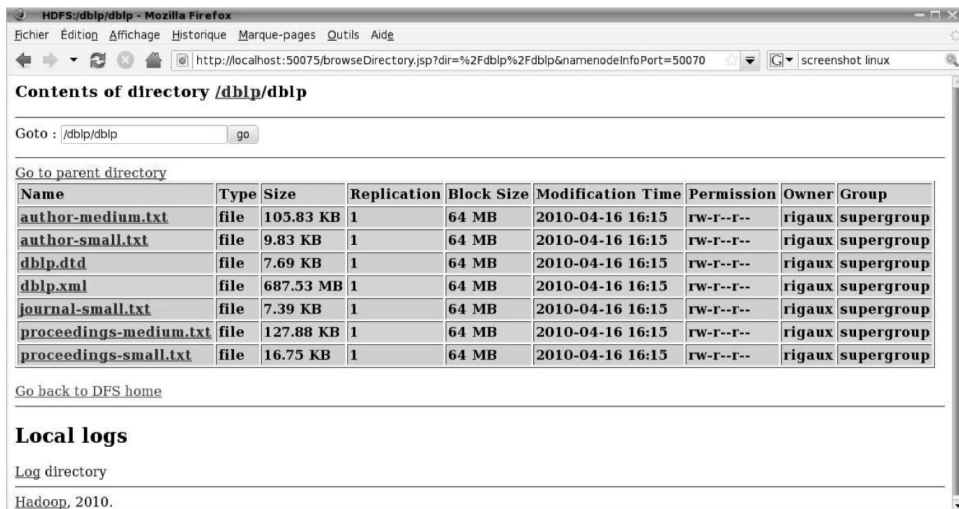 HDFS:/dblp/dblp - Mozilla Firefox
Fichier Édition Affichage Historique Marque-pages Outils Aide
http://localhost:50075/browseDirectory.jsp?dir=%2Fdblp%2Fdblp&namenodeInfoPort=50070 screenshot linux
Contents of directory /dblp/dblp
Goto : /dblp/dblp go
Go to parent directory
Name Type Size Replication Block Size Modification Time Permission Owner Group
author-medium.txt file 105.83 KB 1 64 MB 2010-04-16 16:15 rw-r--r-- rigaux supergroup
author-small.txt file 9.83 KB 1 64 MB 2010-04-16 16:15 rw-r--r-- rigaux supergroup
dblp.dtd file 7.69 KB 1 64 MB 2010-04-16 16:15 rw-r--r-- rigaux supergroup
dblp.xml file 687.53 MB 1 64 MB 2010-04-16 16:15 rw-r--r-- rigaux supergroup
journal-small.txt file 7.39 KB 1 64 MB 2010-04-16 16:15 rw-r--r-- rigaux supergroup
proceedings-medium.txt file 127.88 KB 1 64 MB 2010-04-16 16:15 rw-r--r-- rigaux supergroup
proceedings-small.txt file 16.75 KB 1 64 MB 2010-04-16 16:15 rw-r--r-- rigaux supergroup
Go back to DFS home
Local logs
Log directory
Hadoop, 2010.